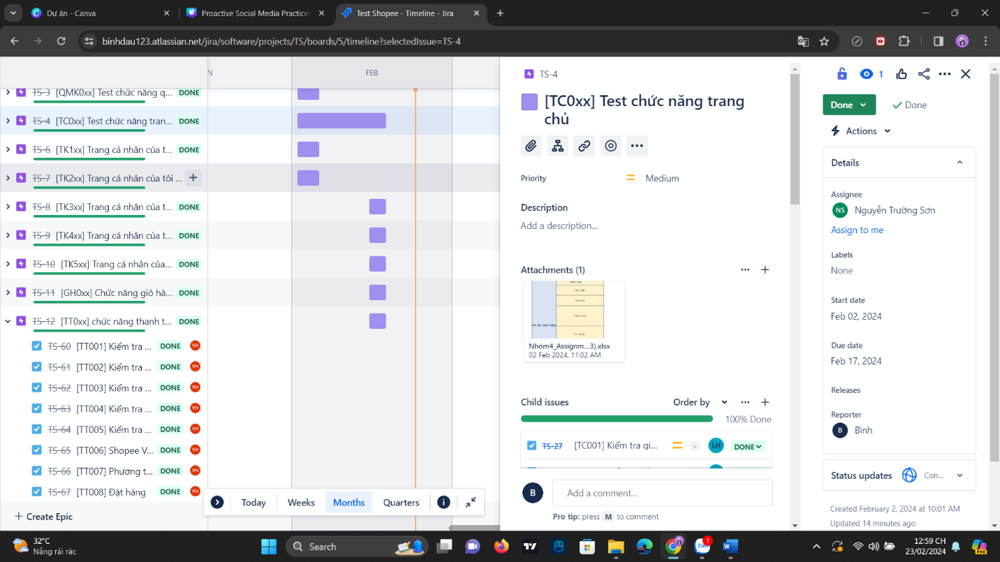 Dự án - Canva
Proactive Social Media Practice
Test Shopee - Timeline - Jira
binhdau123.atlassian.net/jira/software/projects/TS/boards/5/timeline?selectedIssue=TS-4
N
FEB
TS-3 [QMK0xx] Test chức năng q... DONE
TS-4 [TC0xx] Test chức năng tran... DONE
TS-6 [TK1xx] Trang cá nhân của t... DONE
TS-7 [TK2xx] Trang cá nhân của tôi ...
TS-8 [TK3xx] Trang cá nhân của t... DONE
TS-9 [TK4xx] Trang cá nhân của t... DONE
TS-10 [TK5xx] Trang cá nhân của... DONE
TS-11 [GH0xx] Chức năng giỏ hà... DONE
TS-12 [TT0xx] chức năng thanh t... DONE
TS-60 [TT001] Kiểm tra ... DONE VH
TS-61 [TT002] Kiểm tra ... DONE VH
TS-62 [TT003] Kiểm tra ... DONE VH
TS-63 [TT004] Kiểm tra ... DONE VH
TS-64 [TT005] Kiểm tra ... DONE VH
TS-65 [TT006] Shopee V... DONE VH
TS-66 [TT007] Phương t... DONE VH
TS-67 [TT008] Đặt hàng DONE VH
+ Create Epic
Today
Weeks
Months
Quarters
TS-4
[TC0xx] Test chức năng trang
chủ
Priority
Medium
Description
Add a description...
Attachments (1)
Nhóm4_Assignm...3).xlsx
02 Feb 2024, 11:02 AM
Child issues
Order by
100% Done
TS-27 [TC001] Kiểm tra gi... - LH DONE
B
Add a comment...
Pro tip: press M to comment
1
Done
Done
Actions
Details
Assignee
NS Nguyễn Trường Sơn
Assign to me
Labels
None
Start date
Feb 02, 2024
Due date
Feb 17, 2024
Releases
Reporter
B Bình
Status updates
Con...
Created February 2, 2024 at 10:01 AM
Updated 14 minutes ago
32°C
Nắng rải rác
Search
Zalo
1
12:59 CH
23/02/2024
PRE